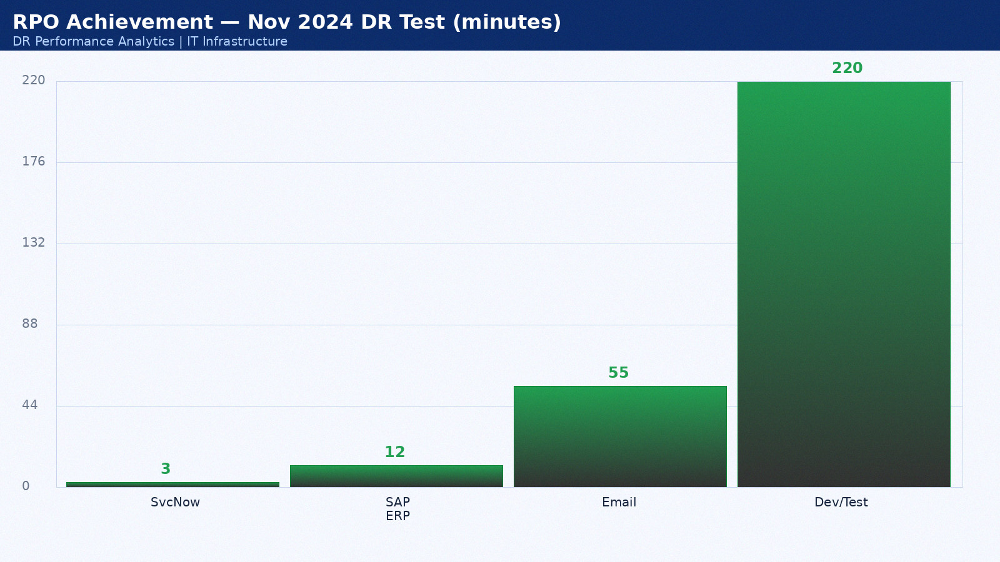 RPO Achievement — Nov 2024 DR Test (minutes)
DR Performance Analytics | IT Infrastructure
220
176
132
88
44
0
3
12
55
220
SvcNow
SAP
ERP
Email
Dev/Test